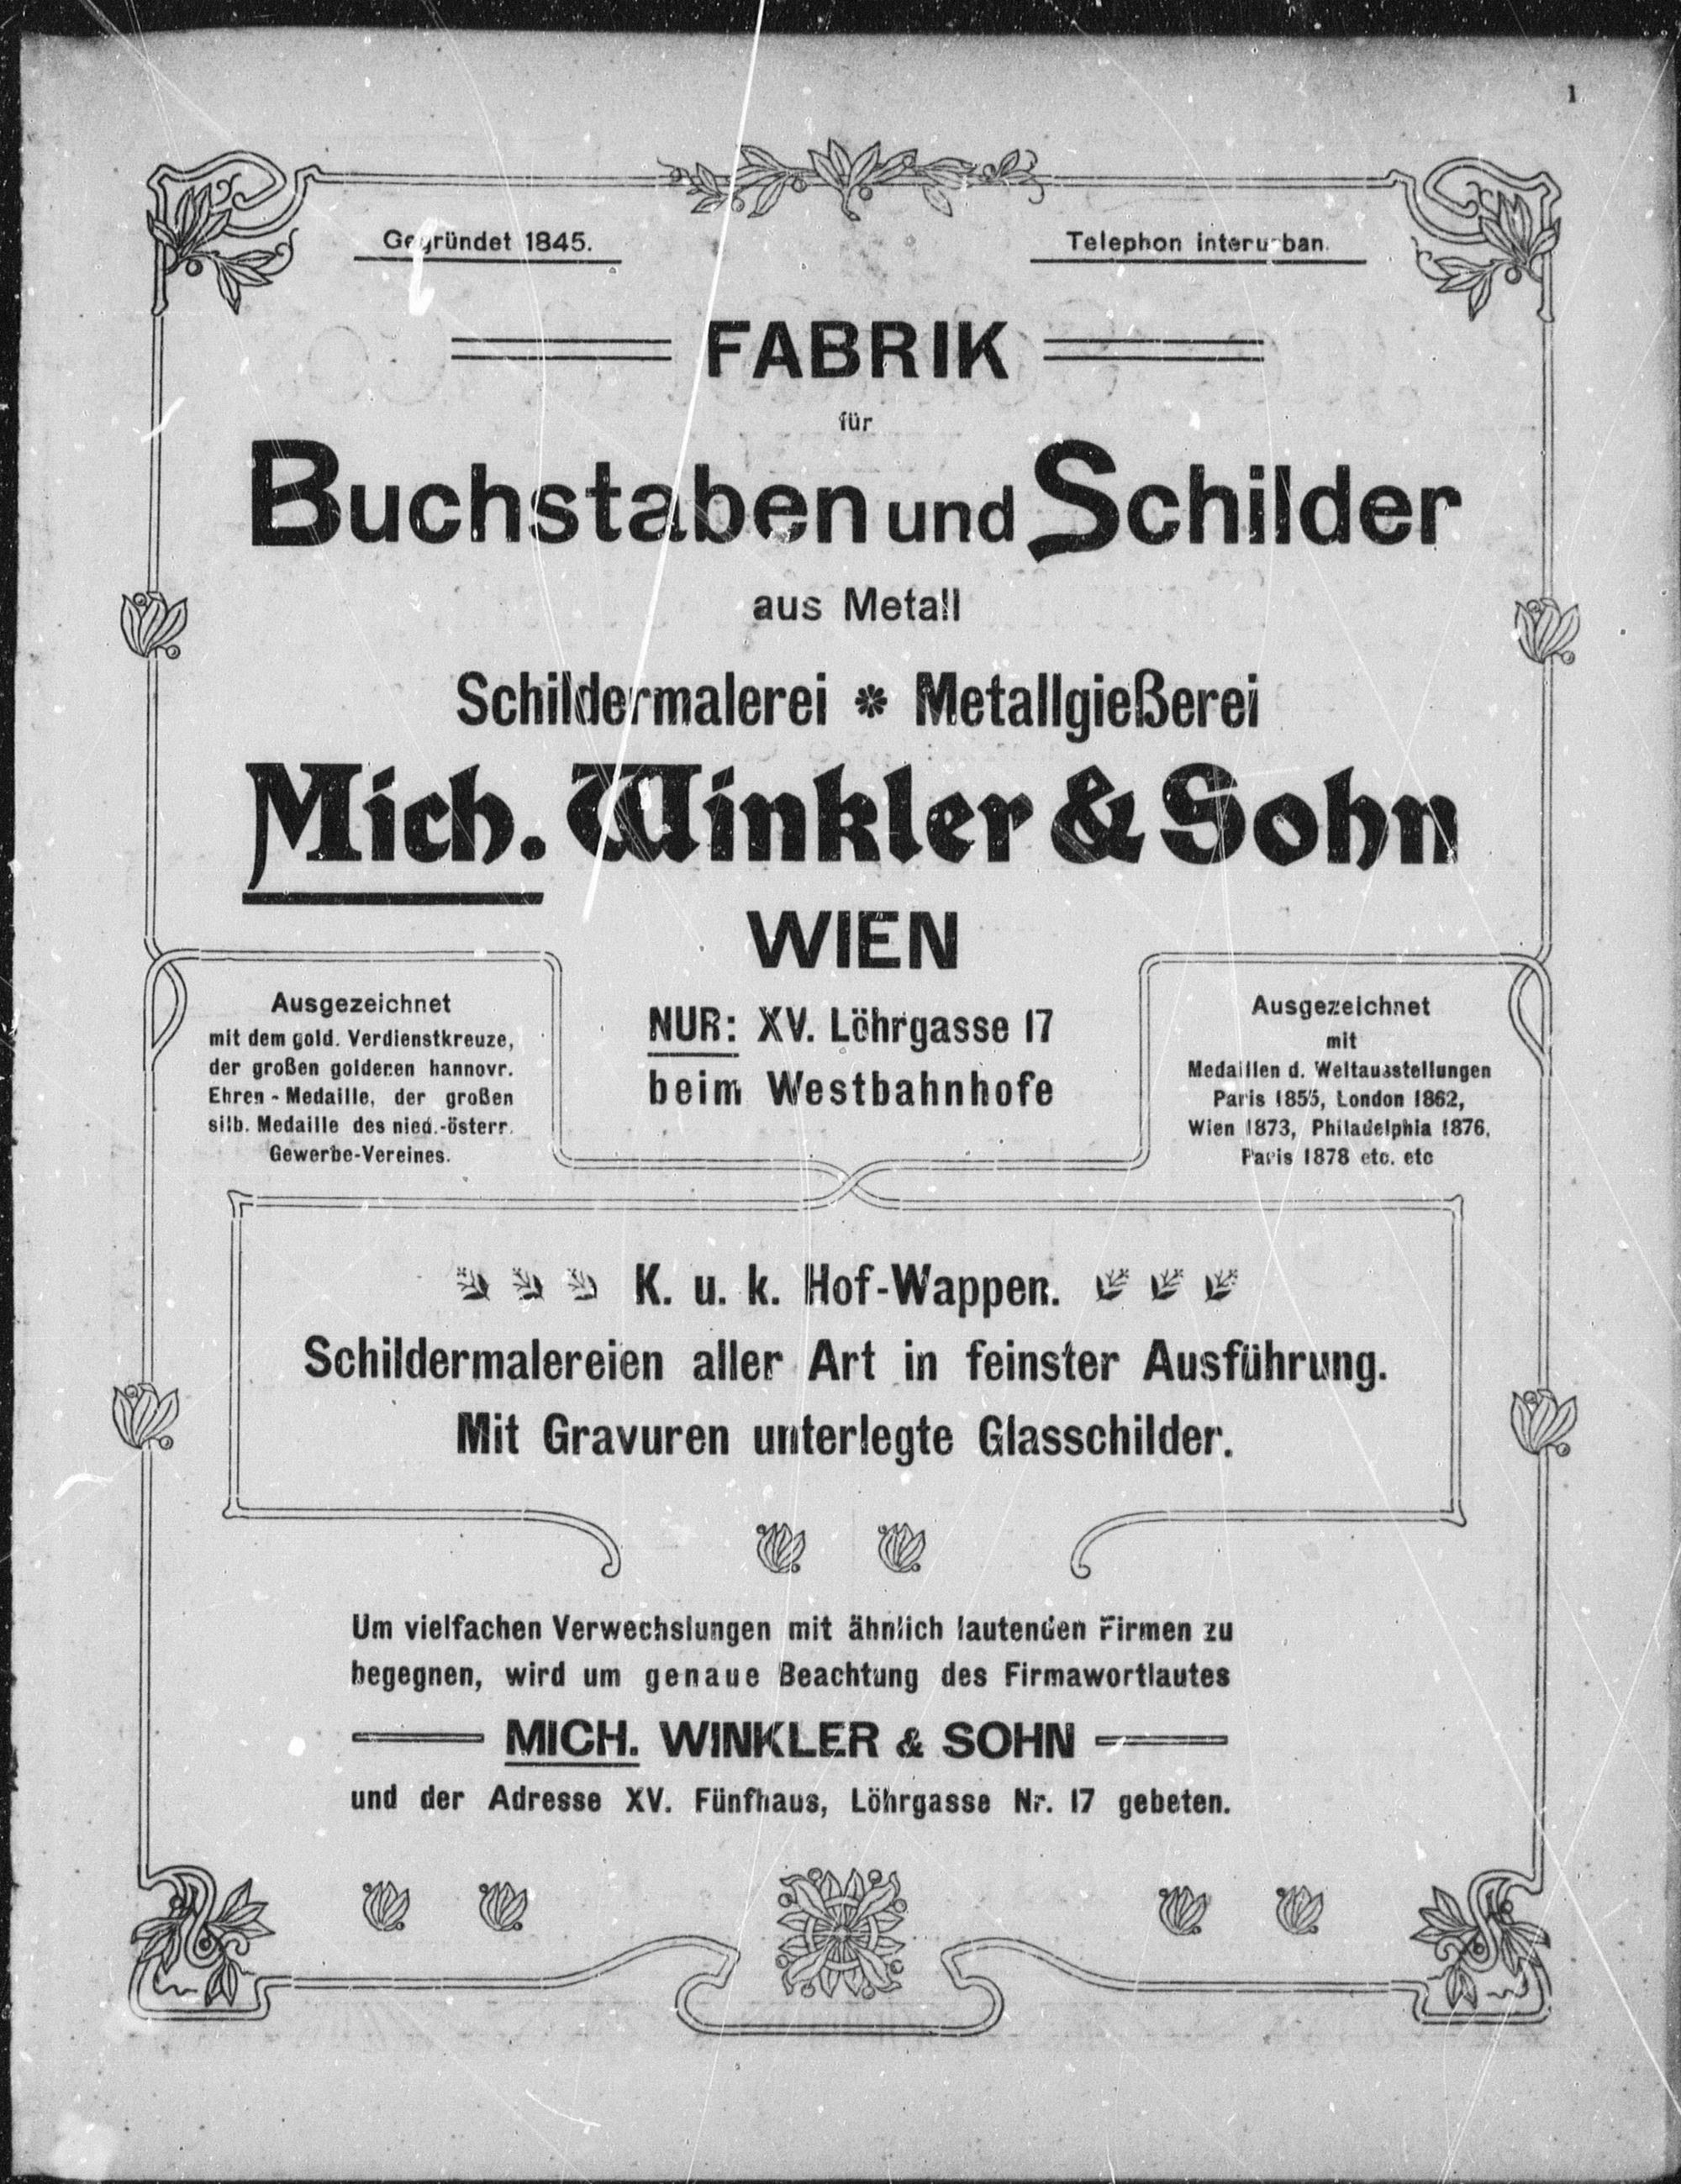 1
Gegründet 1845.
Telephon interurban.
FABRIK
für
Buchstaben und Schilder
aus Metall
Schildermalerei * Metallgießerei
Mich. Winkler & Sohn
WIEN
NUR: XV. Löhrgasse 17
beim Westbahnhofe
Ausgezeichnet
mit dem gold. Verdienstkreuze,
der großen goldenen hannovr.
Ehren-Medaille, der großen
silb. Medaille des nied.-österr.
Gewerbe-Vereines.
Ausgezeichnet
mit
Medaillen d. Weltausstellungen
Paris 1855, London 1862,
Wien 1873, Philadelphia 1876,
Paris 1878 etc. etc
K. u. k. Hof-Wappen.
Schildermalereien aller Art in feinster Ausführung.
Mit Gravuren unterlegte Glasschilder.
Um vielfachen Verwechslungen mit ähnlich lautenden Firmen zu
begegnen, wird um genaue Beachtung des Firmawortlautes
MICH. WINKLER & SOHN
und der Adresse XV. Fünfhaus, Löhrgasse Nr. 17 gebeten.